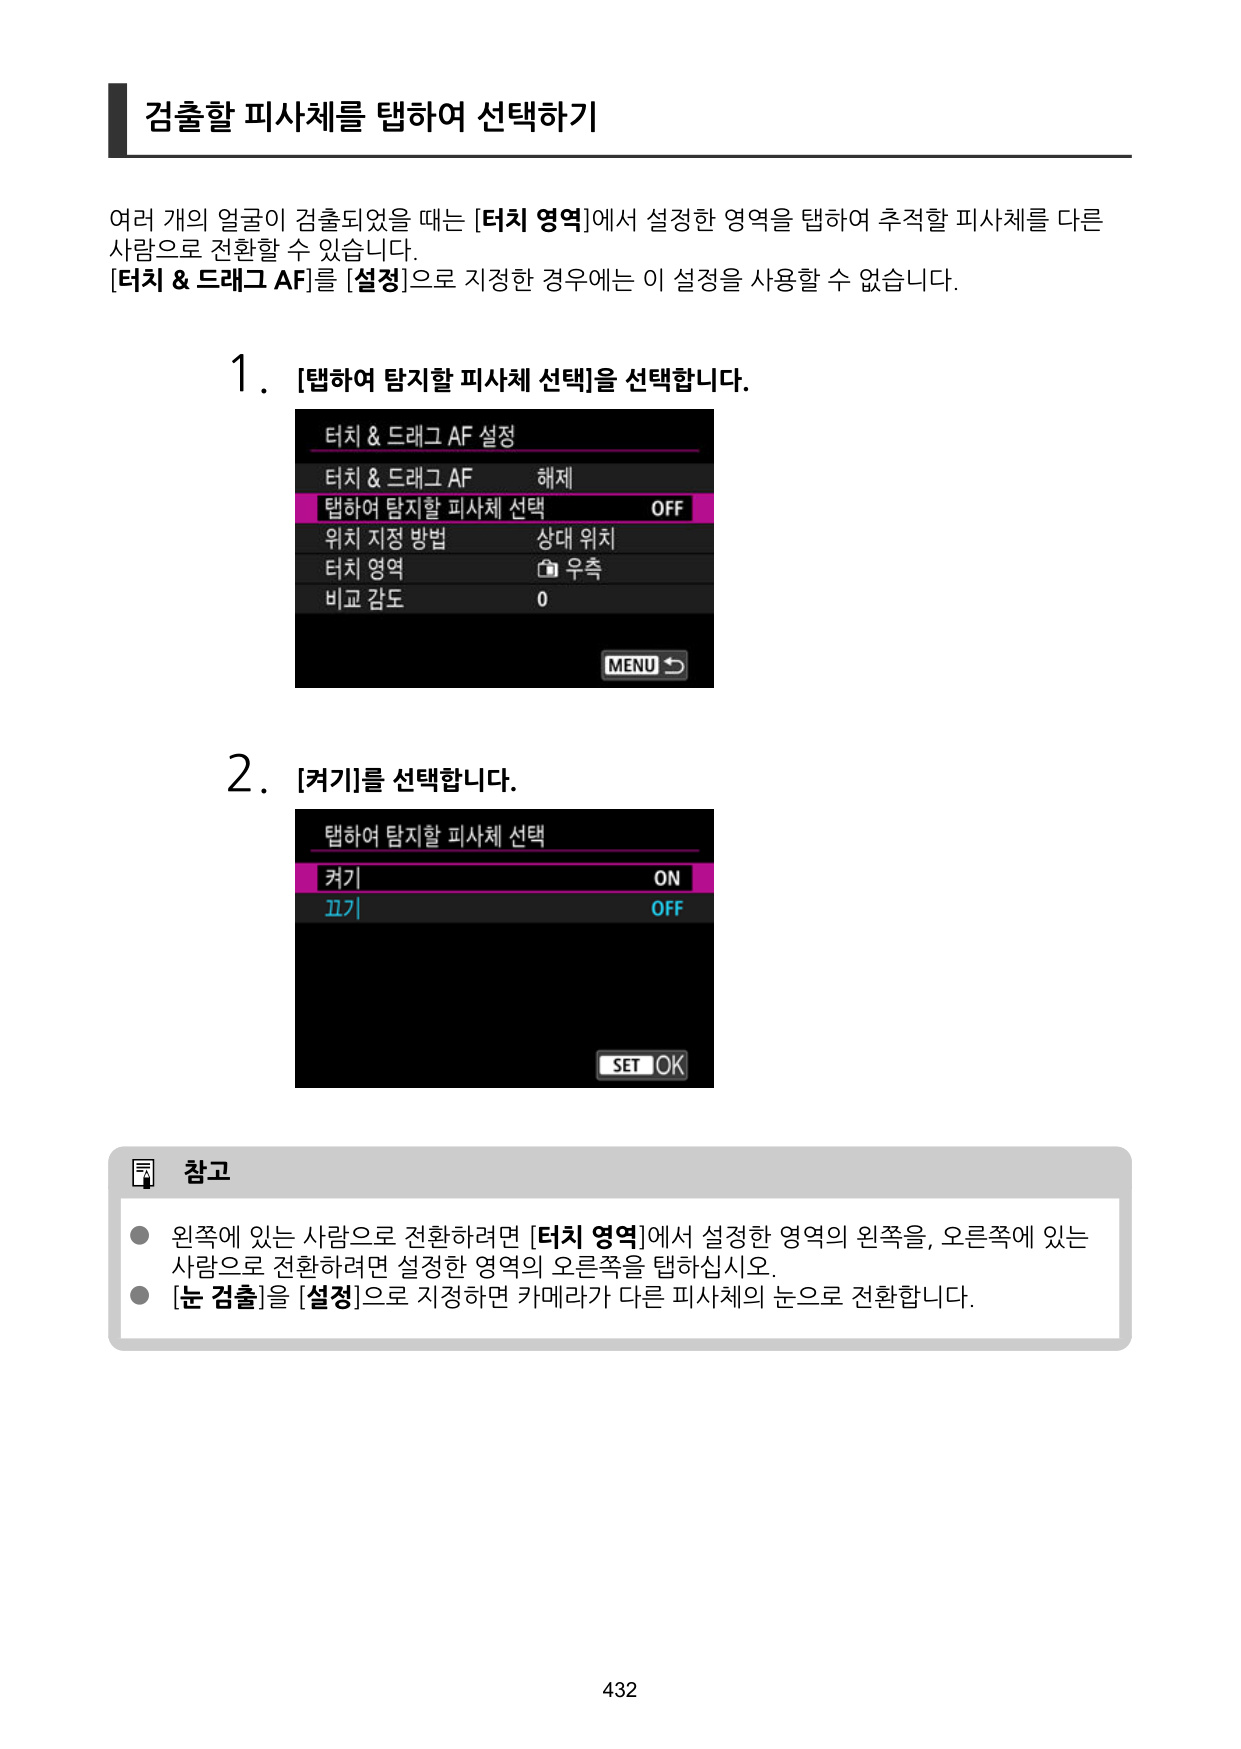 검출할 피사체를 탭하여 선택하기
여러 개의 얼굴이 검출되었을 때는 [터치 영역]에서 설정한 영역을 탭하여 추적할 피사체를 다른
사람으로 전환할 수 있습니다.
[터치 & 드래그 AF]를 [설정]으로 지정한 경우에는 이 설정을 사용할 수 없습니다.
1. [탭하여 탐지할 피사체 선택]을 선택합니다.
터치 & 드래그 AF 설정
터치 & 드래그 AF 해제
탭하여 탐지할 피사체 선택 OFF
위치 지정 방법 상대 위치
터치 영역 우측
비교 감도 0
MENU
2. [켜기]를 선택합니다.
탭하여 탐지할 피사체 선택
켜기 ON
끄기 OFF
SET OK
참고
● 왼쪽에 있는 사람으로 전환하려면 [터치 영역]에서 설정한 영역의 왼쪽을, 오른쪽에 있는
사람으로 전환하려면 설정한 영역의 오른쪽을 탭하십시오.
● [눈 검출]을 [설정]으로 지정하면 카메라가 다른 피사체의 눈으로 전환합니다.
432